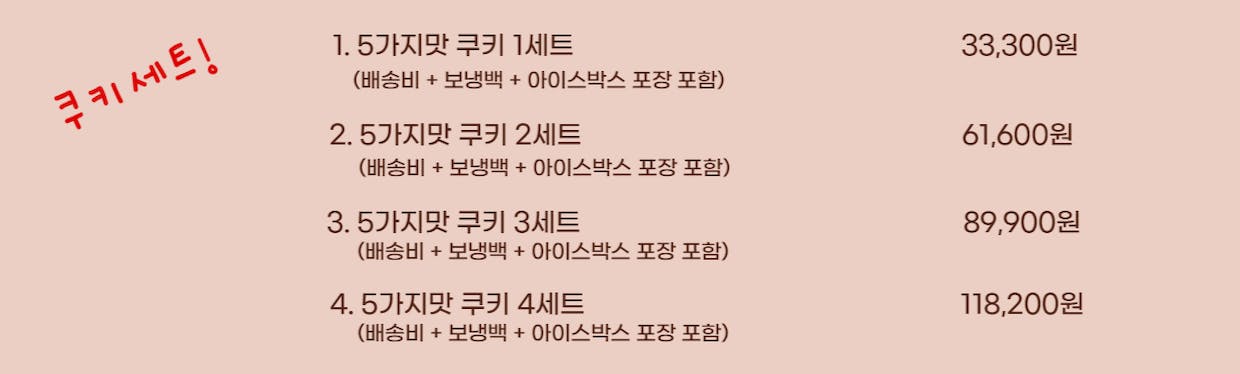 쿠키세트!
1. 5가지맛 쿠키 1세트 33,300원
(배송비 + 보냉백 + 아이스박스 포장 포함)
2. 5가지맛 쿠키 2세트 61,600원
(배송비 + 보냉백 + 아이스박스 포장 포함)
3. 5가지맛 쿠키 3세트 89,900원
(배송비 + 보냉백 + 아이스박스 포장 포함)
4. 5가지맛 쿠키 4세트 118,200원
(배송비 + 보냉백 + 아이스박스 포장 포함)